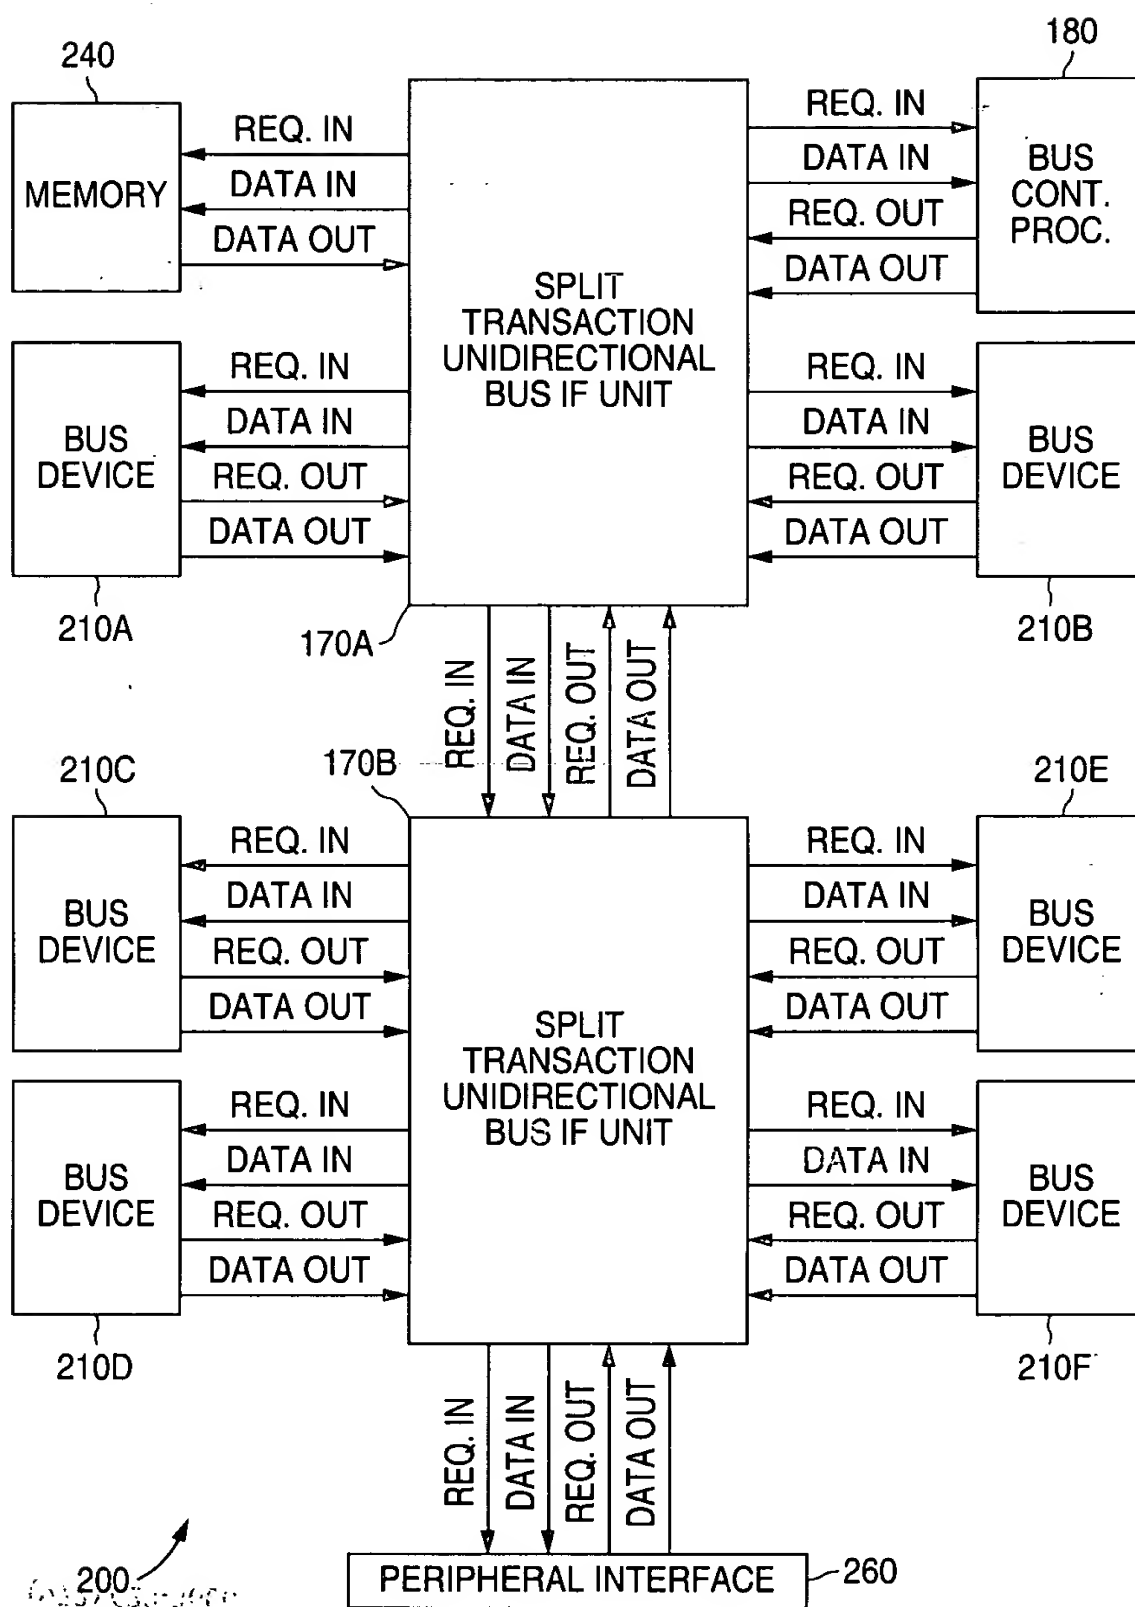 240
180
MEMORY
REQ. IN
DATA IN
DATA OUT
SPLIT
TRANSACTION
UNIDIRECTIONAL
BUS IF UNIT
REQ. IN
DATA IN
REQ. OUT
DATA OUT
BUS
CONT.
PROC.
BUS
DEVICE
REQ. IN
DATA IN
REQ. OUT
DATA OUT
REQ. IN
DATA IN
REQ. OUT
DATA OUT
BUS
DEVICE
210A
170A
210B
REQ. IN
DATA IN
REQ. OUT
DATA OUT
210C
170B
210E
BUS
DEVICE
REQ. IN
DATA IN
REQ. OUT
DATA OUT
SPLIT
TRANSACTION
UNIDIRECTIONAL
BUS IF UNIT
REQ. IN
DATA IN
REQ. OUT
DATA OUT
BUS
DEVICE
BUS
DEVICE
REQ. IN
DATA IN
REQ. OUT
DATA OUT
REQ. IN
DATA IN
REQ. OUT
DATA OUT
BUS
DEVICE
210D
210F
REQ. IN
DATA IN
REQ. OUT
DATA OUT
200
PERIPHERAL INTERFACE
260